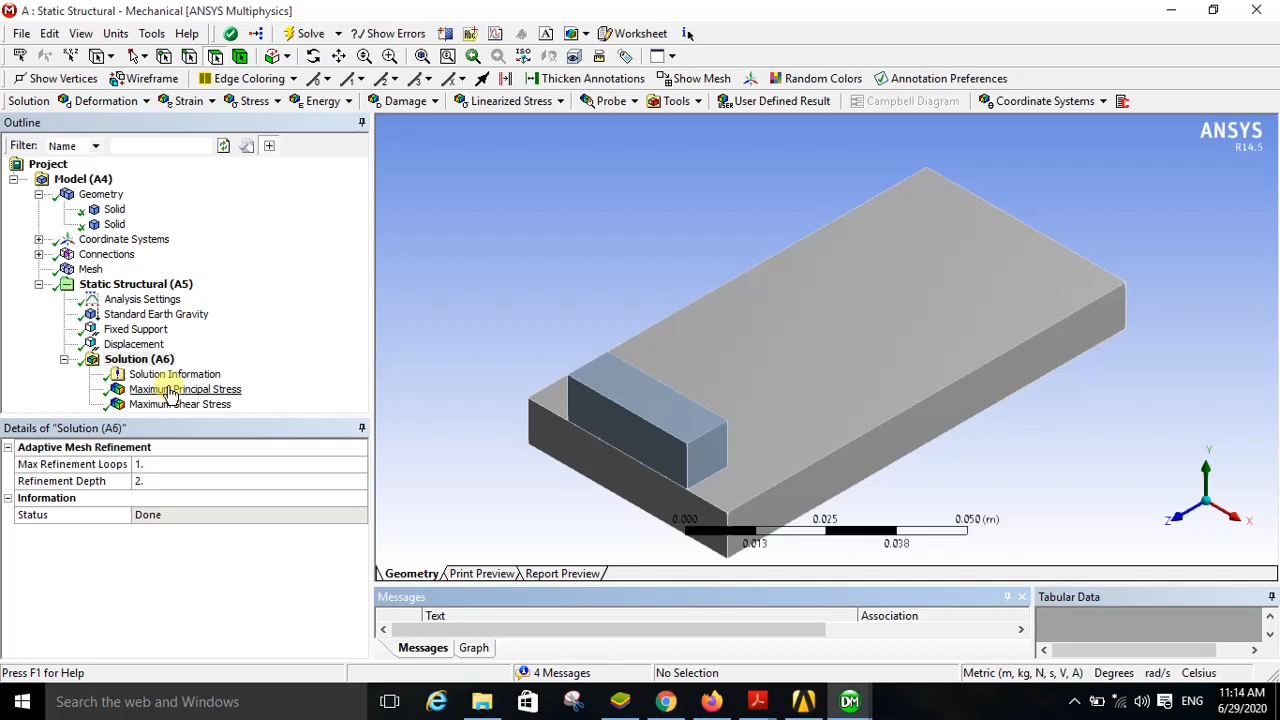 A : Static Structural - Mechanical [ANSYS Multiphysics]
File Edit View Units Tools Help Solve Show Errors Worksheet
Show Vertices Wireframe Edge Coloring Thicken Annotations Show Mesh Random Colors Annotation Preferences
Solution Deformation Strain Stress Energy Damage Linearized Stress Probe Tools User Defined Result Campbell Diagram Coordinate Systems
Outline
Filter: Name
Project
Model (A4)
Geometry
Solid
Solid
Coordinate Systems
Connections
Mesh
Static Structural (A5)
Analysis Settings
Standard Earth Gravity
Fixed Support
Displacement
Solution (A6)
Solution Information
Maximum Principal Stress
Maximum Shear Stress
Details of "Solution (A6)"
Adaptive Mesh Refinement
Max Refinement Loops 1.
Refinement Depth 2.
Information
Status Done
ANSYS
R14.5
0.000 0.025 0.050 (m)
0.013 0.038
Y
Z X
Geometry Print Preview Report Preview
Messages
Text Association
Messages Graph
Tabular Data
Press F1 for Help 4 Messages No Selection Metric (m, kg, N, s, V, A) Degrees rad/s Celsius
Search the web and Windows
DM
ENG
11:14 AM
6/29/2020